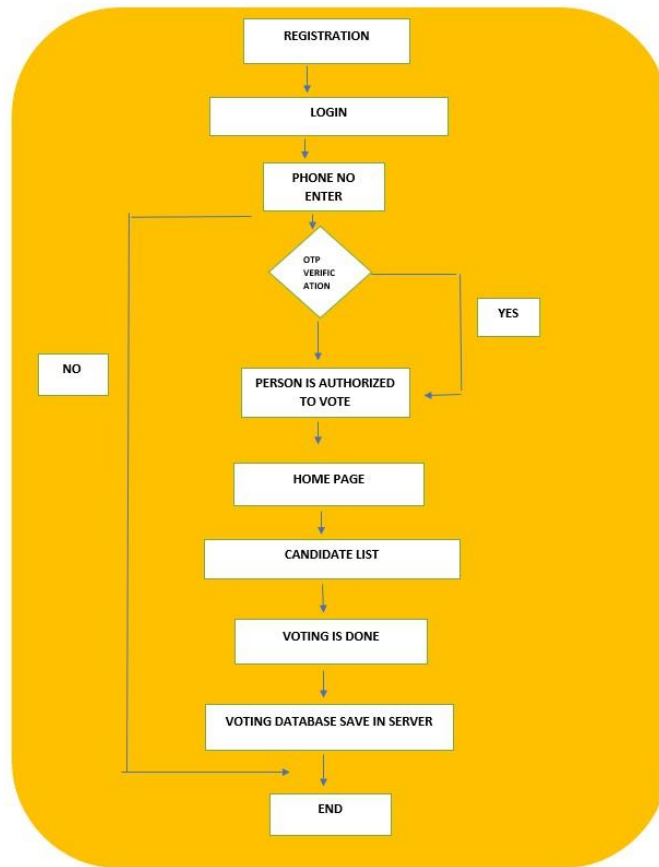 REGISTRATION
LOGIN
PHONE NO
ENTER
OTP
VERIFIC
ATION
YES
NO
PERSON IS AUTHORIZED
TO VOTE
HOME PAGE
CANDIDATE LIST
VOTING IS DONE
VOTING DATABASE SAVE IN SERVER
END